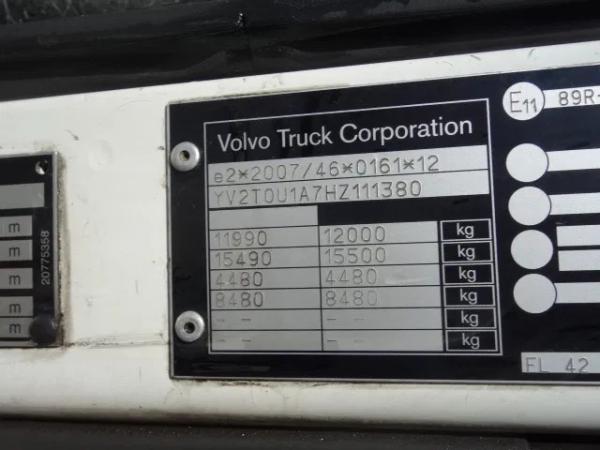 Volvo Truck Corporation
e2*2007/46*0161*12
YV2T0U1A7HZ111380
11990 12000 kg
15490 15500 kg
4480 4480 kg
8480 8480 kg
- - - - kg
- - - - kg
E11 89R-
FL 42
m
m
m
m
m
20775358